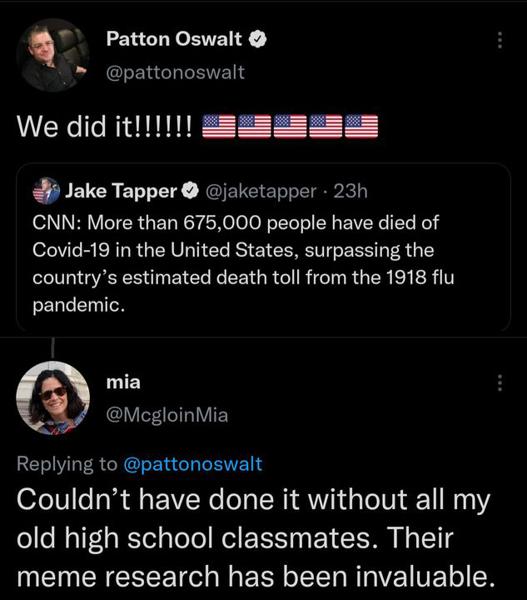 Patton Oswalt
@pattonoswalt
We did it!!!!!! 🇺🇸🇺🇸🇺🇸🇺🇸🇺🇸
Jake Tapper @jaketapper · 23h
CNN: More than 675,000 people have died of
Covid-19 in the United States, surpassing the
country's estimated death toll from the 1918 flu
pandemic.
mia
@McgloinMia
Replying to @pattonoswalt
Couldn't have done it without all my
old high school classmates. Their
meme research has been invaluable.